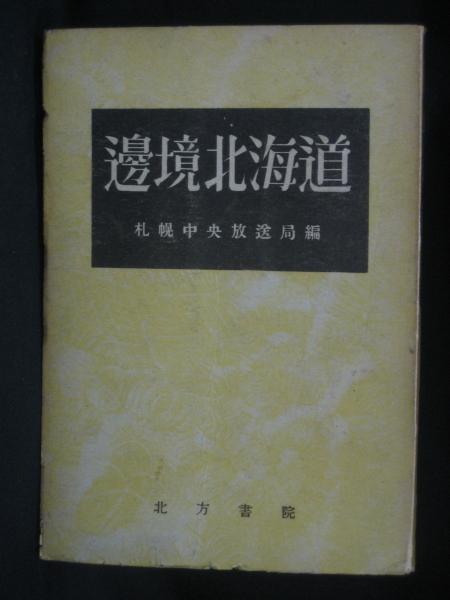 邊境北海道
札幌中央放送局編
北方書院